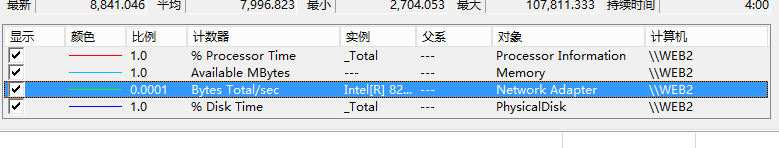 最新 8,841.046 平均 7,996.823 最小 2,704.053 最大 107,811.333 持续时间 4:00
显示 颜色 比例 计数器 实例 父系 对象 计算机
1.0 % Processor Time _Total --- Processor Information \\WEB2
1.0 Available MBytes --- --- Memory \\WEB2
0.0001 Bytes Total/sec Intel[R] 82... --- Network Adapter \\WEB2
1.0 % Disk Time _Total --- PhysicalDisk \\WEB2